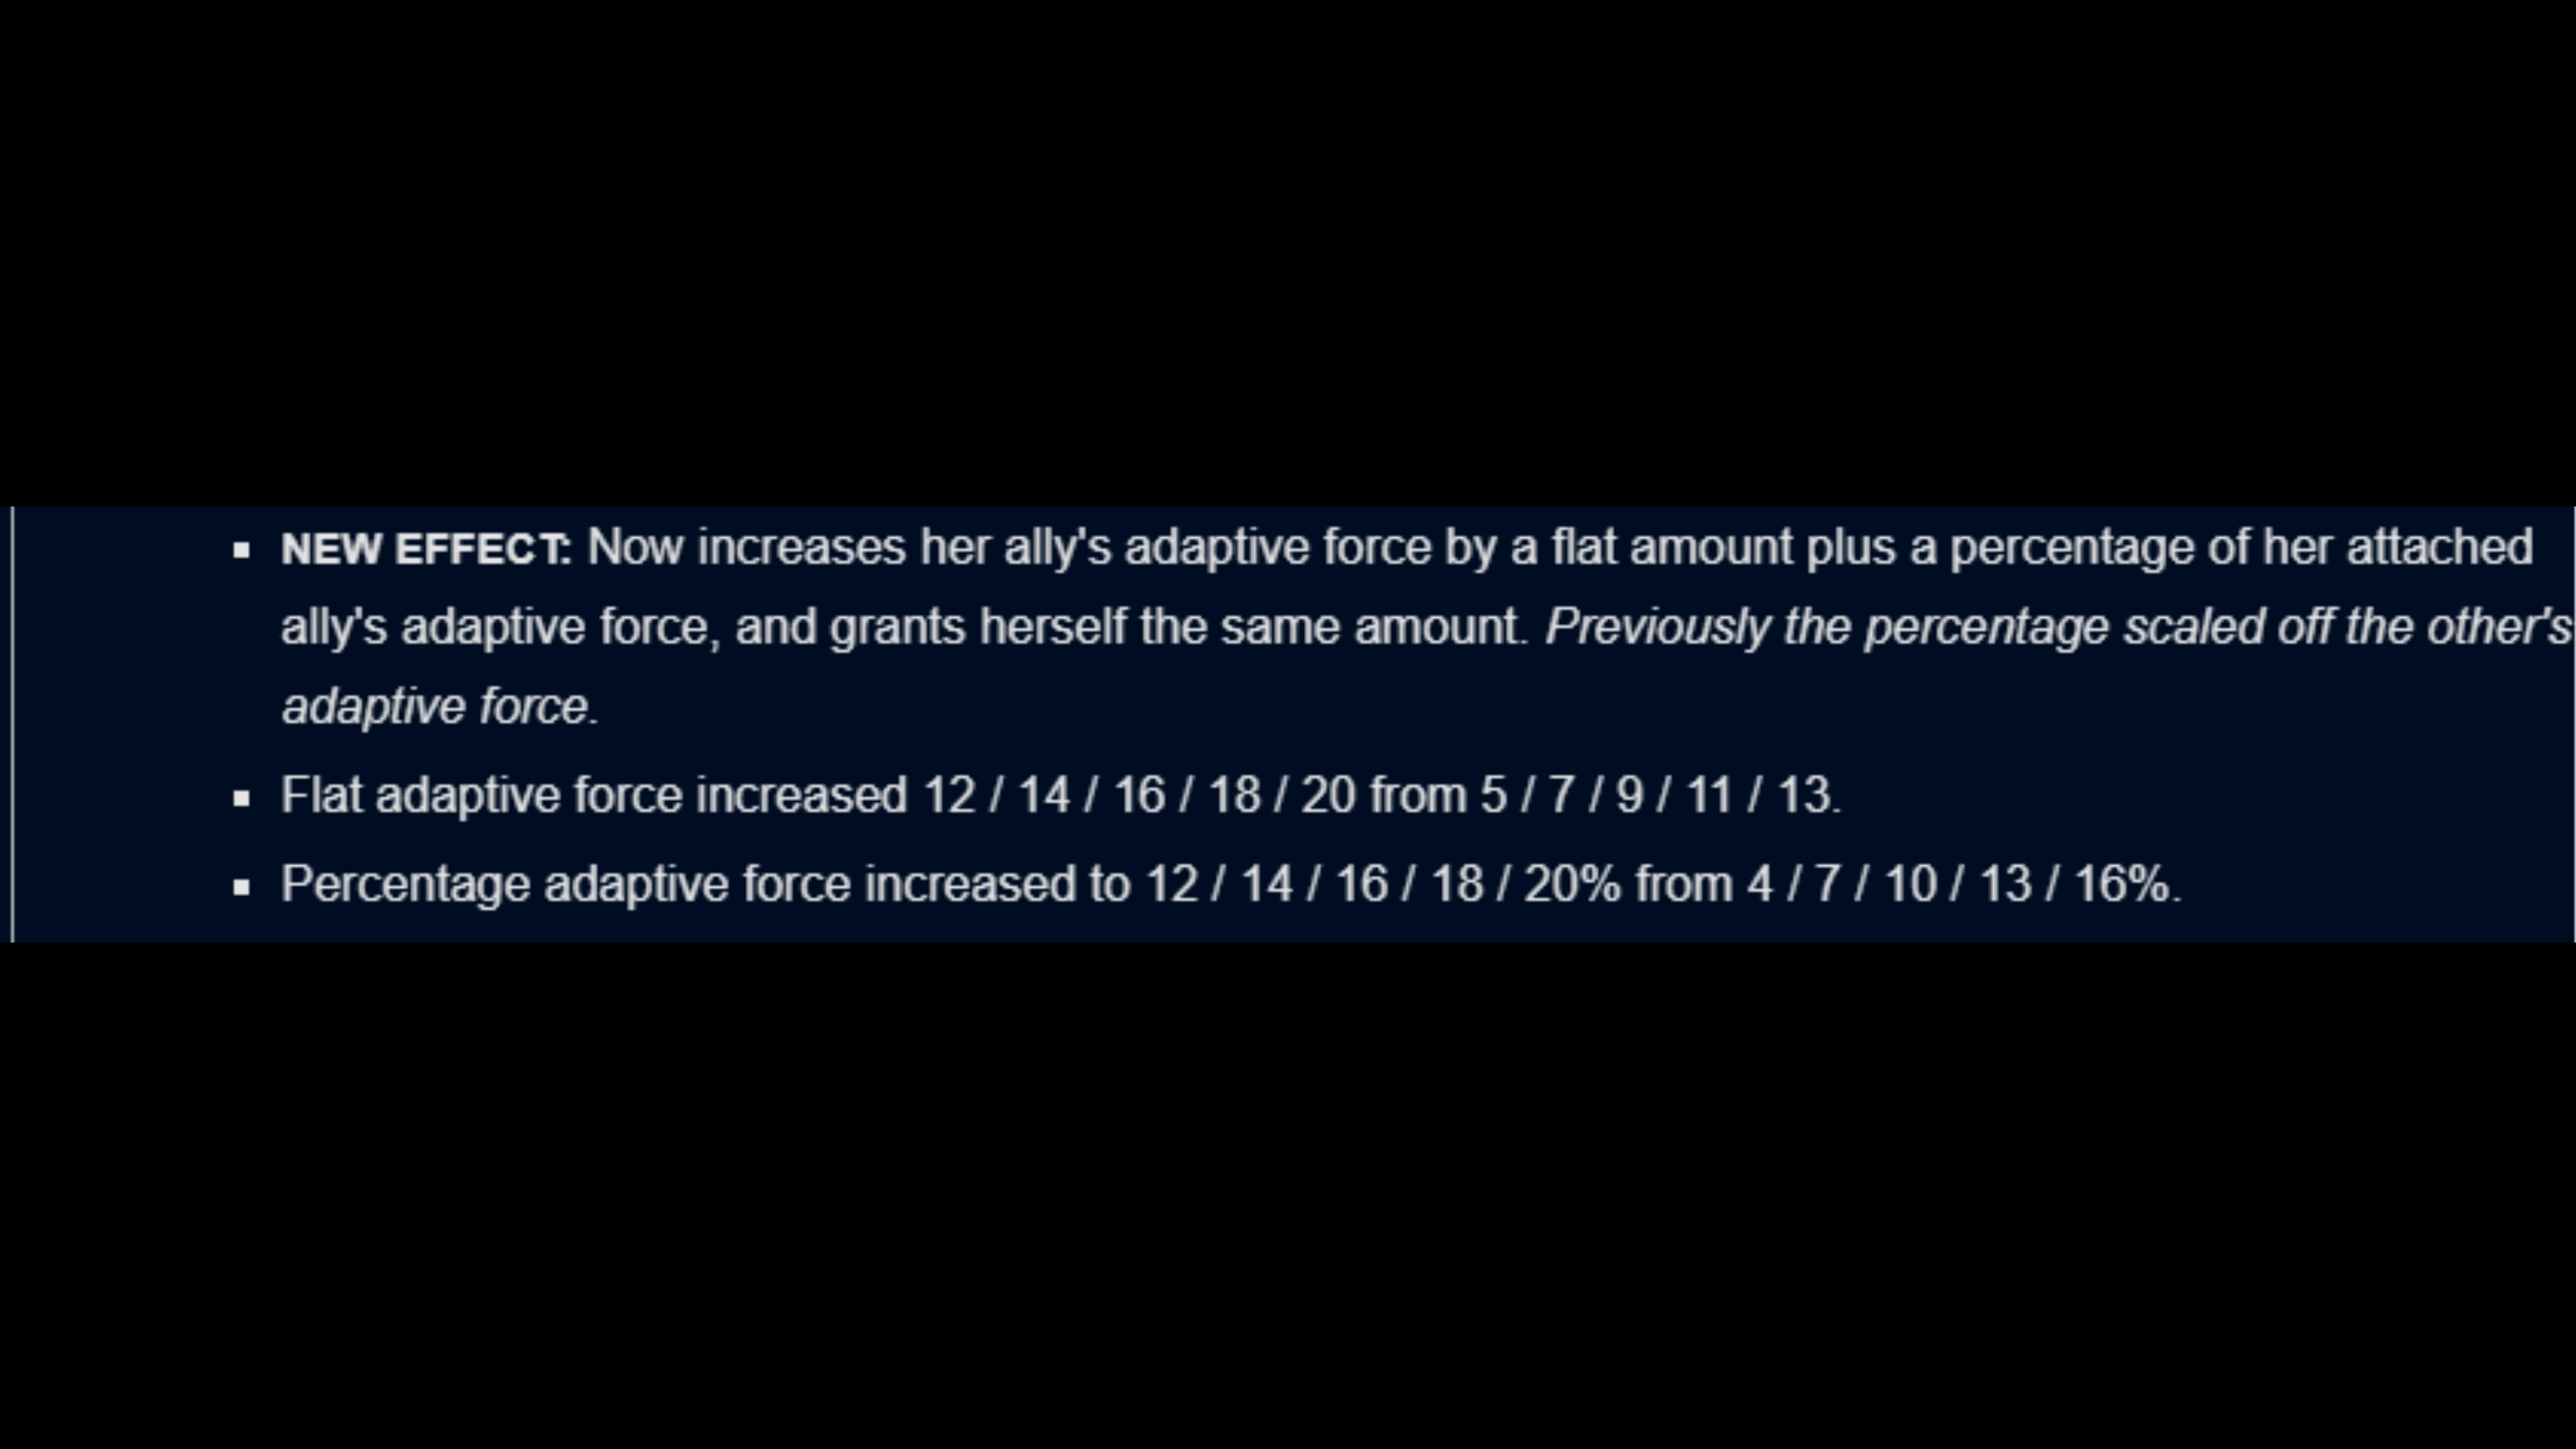 ▪ NEW EFFECT: Now increases her ally's adaptive force by a flat amount plus a percentage of her attached
ally's adaptive force, and grants herself the same amount. Previously the percentage scaled off the other's
adaptive force.
▪ Flat adaptive force increased 12 / 14 / 16 / 18 / 20 from 5 / 7 / 9 / 11 / 13.
▪ Percentage adaptive force increased to 12 / 14 / 16 / 18 / 20% from 4 / 7 / 10 / 13 / 16%.